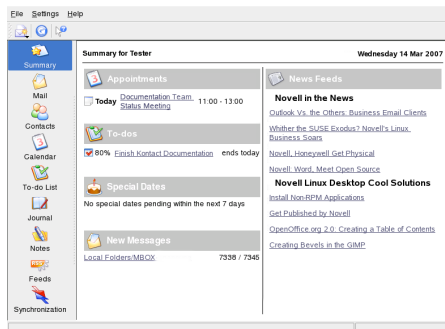 File Settings Help
Summary
Mail
Contacts
Calendar
To-do List
Journal
Notes
Feeds
Synchronization
Summary for Tester
Wednesday 14 Mar 2007
Appointments
Today Documentation Team Status Meeting 11:00 - 13:00
To-dos
80% Finish Kontact Documentation ends today
Special Dates
No special dates pending within the next 7 days
New Messages
Local Folders/MBOX 7338 / 7345
News Feeds
Novell in the News
Outlook Vs. the Others: Business Email Clients
Whither the SUSE Exodus? Novell's Linux
Business Soars
Novell, Honeywell Get Physical
Novell: Word, Meet Open Source
Novell Linux Desktop Cool Solutions
Install Non-RPM Applications
Get Published by Novell
OpenOffice.org 2.0: Creating a Table of Contents
Creating Bevels in the GIMP